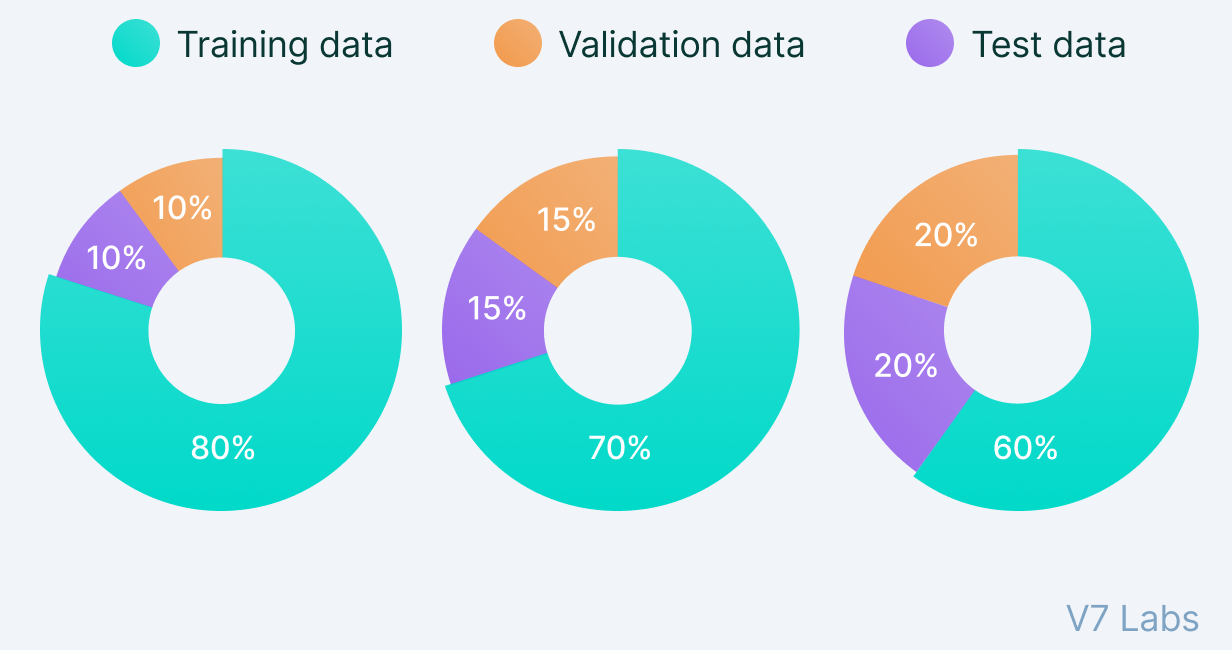 Training data
Validation data
Test data
10%
10%
80%
15%
15%
70%
20%
20%
60%
V7 Labs